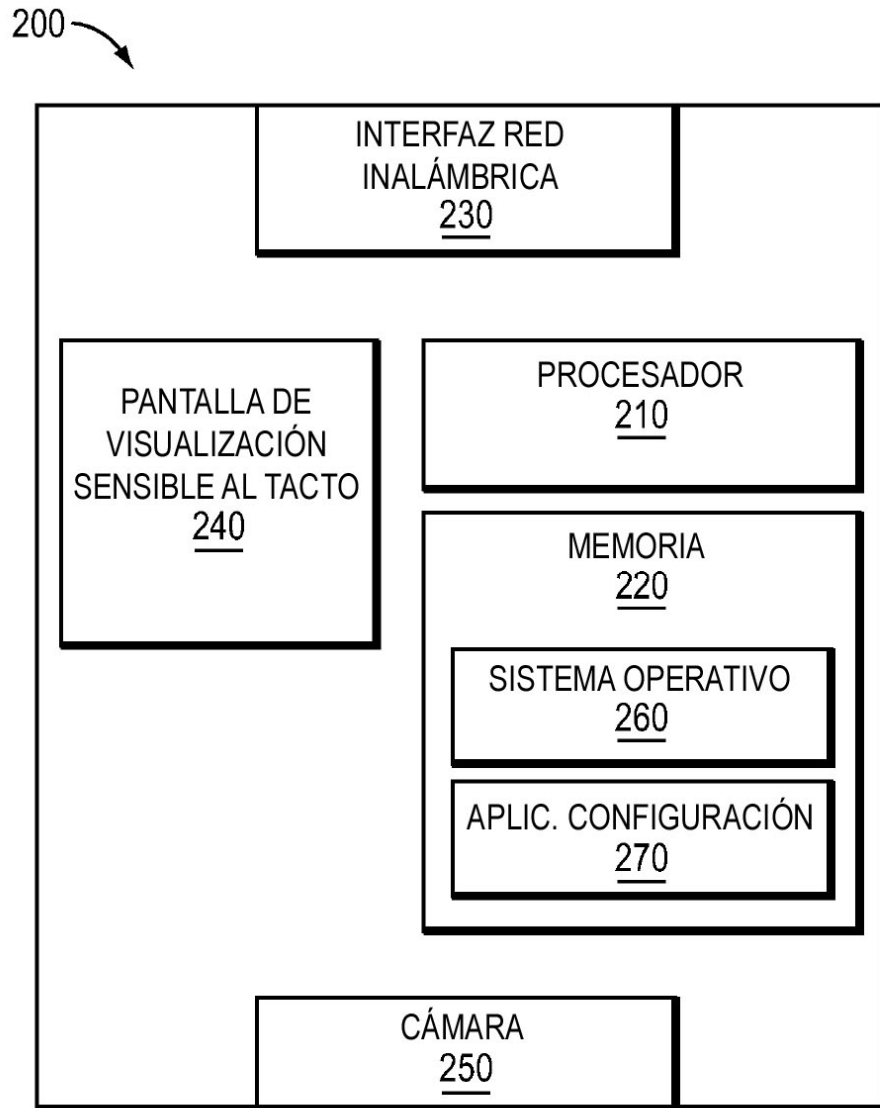 200
INTERFAZ RED
INALÁMBRICA
230
PANTALLA DE
VISUALIZACIÓN
SENSIBLE AL TACTO
240
PROCESADOR
210
MEMORIA
220
SISTEMA OPERATIVO
260
APLIC. CONFIGURACIÓN
270
CÁMARA
250